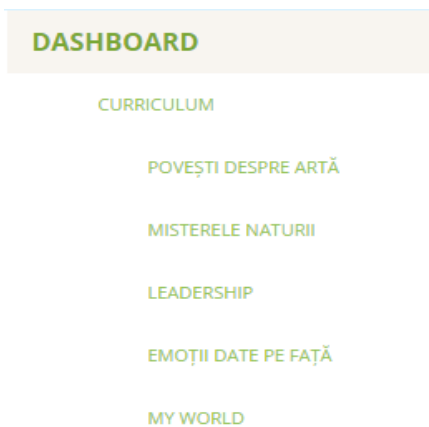 DASHBOARD
CURRICULUM
POVEȘTI DESPRE ARTĂ
MISTERELE NATURII
LEADERSHIP
EMOȚII DATE PE FAȚĂ
MY WORLD